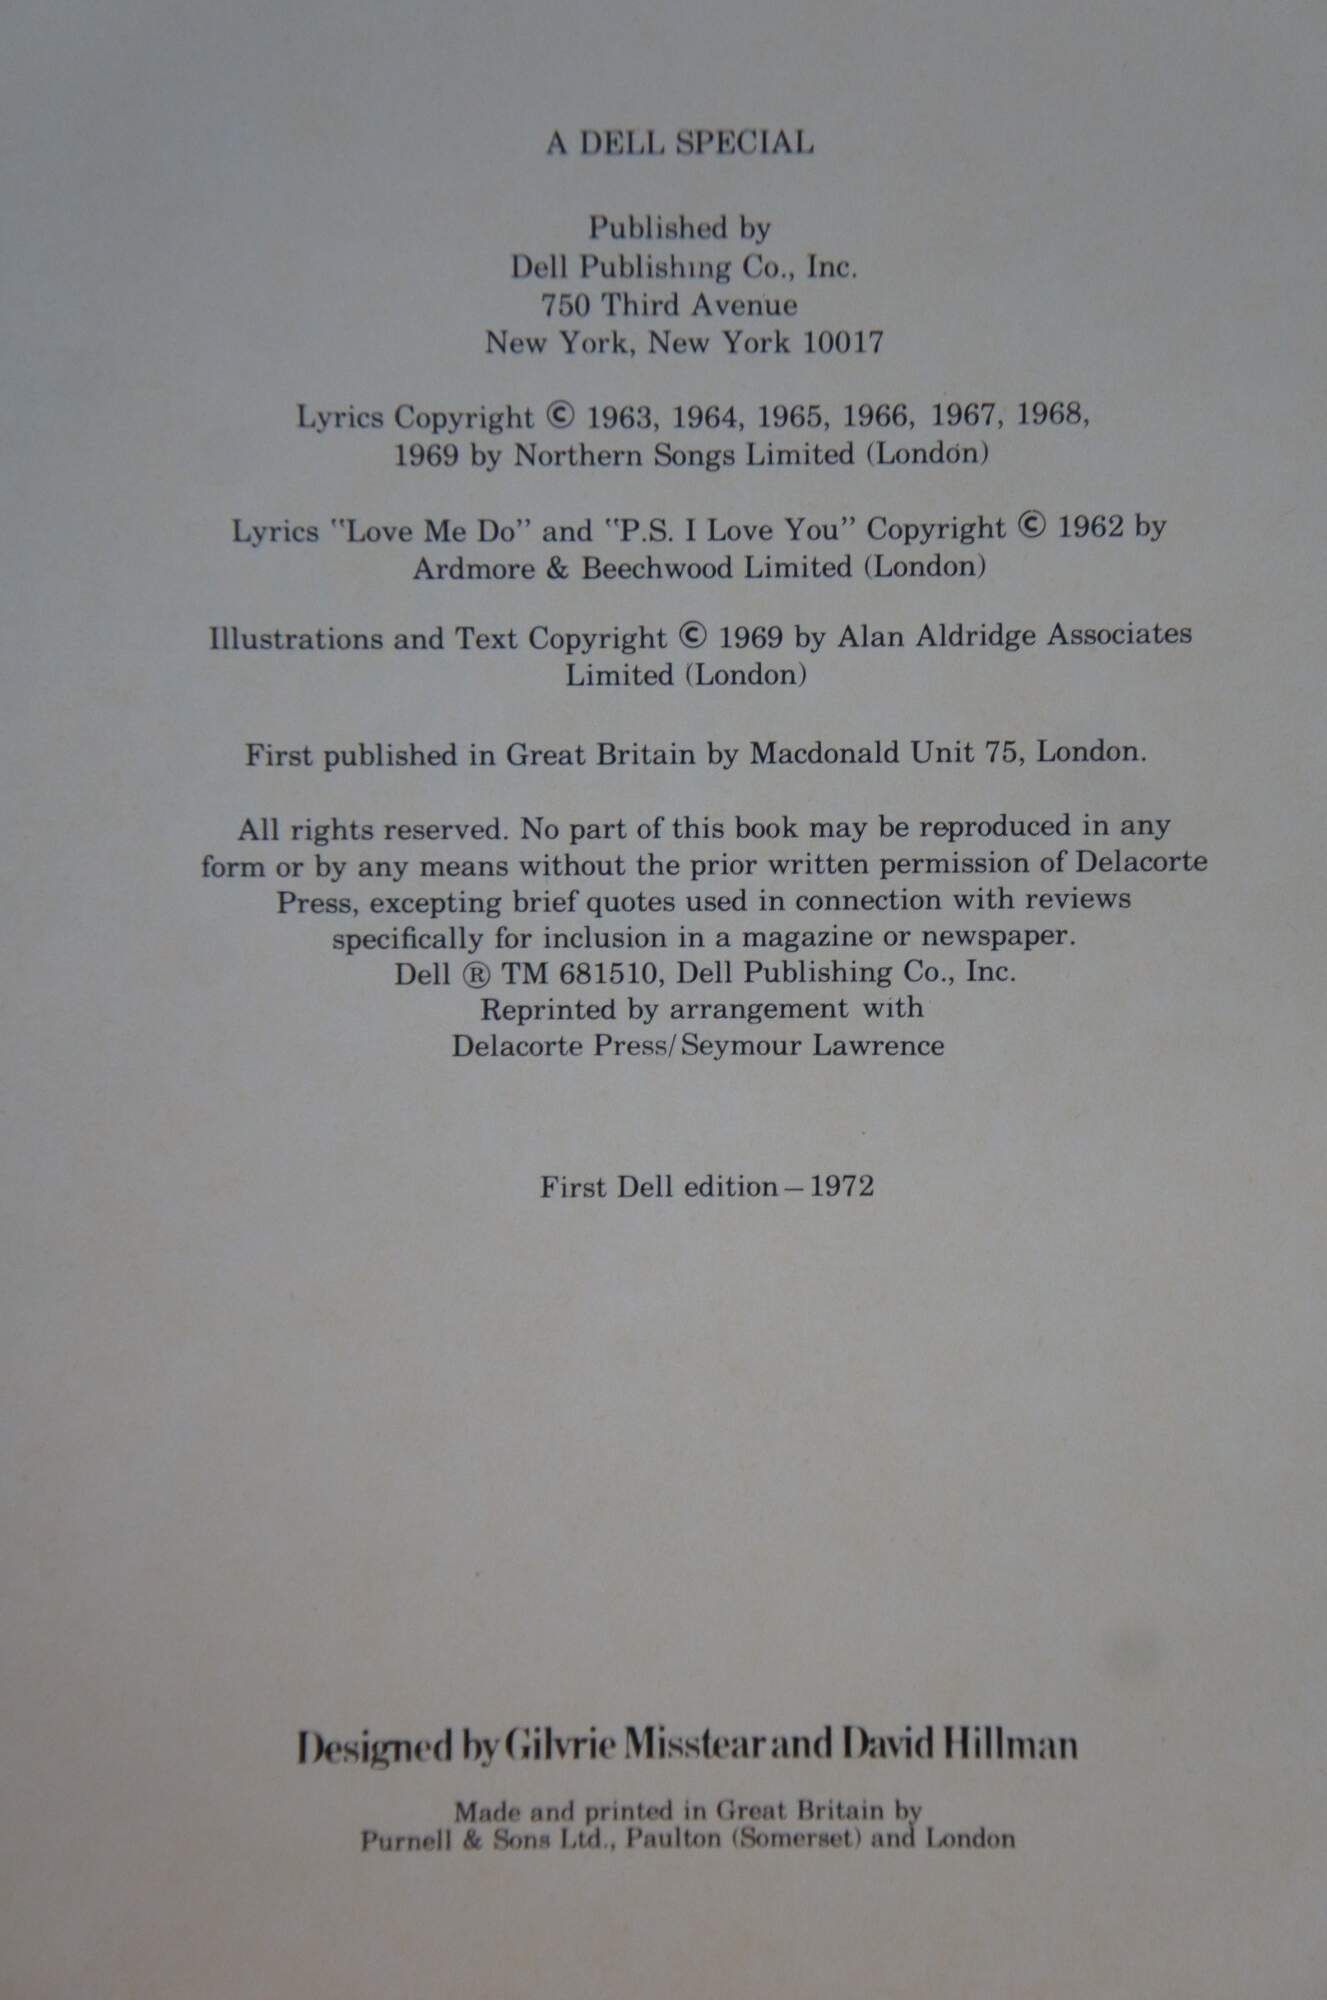 A DELL SPECIAL
Published by
Dell Publishing Co., Inc.
750 Third Avenue
New York, New York 10017
Lyrics Copyright © 1963, 1964, 1965, 1966, 1967, 1968,
1969 by Northern Songs Limited (London)
Lyrics "Love Me Do" and "P.S. I Love You" Copyright © 1962 by
Ardmore & Beechwood Limited (London)
Illustrations and Text Copyright © 1969 by Alan Aldridge Associates
Limited (London)
First published in Great Britain by Macdonald Unit 75, London.
All rights reserved. No part of this book may be reproduced in any
form or by any means without the prior written permission of Delacorte
Press, excepting brief quotes used in connection with reviews
specifically for inclusion in a magazine or newspaper.
Dell ® TM 681510, Dell Publishing Co., Inc.
Reprinted by arrangement with
Delacorte Press/Seymour Lawrence
First Dell edition—1972
Designed by Gilvrie Misstear and David Hillman
Made and printed in Great Britain by
Purnell & Sons Ltd., Paulton (Somerset) and London